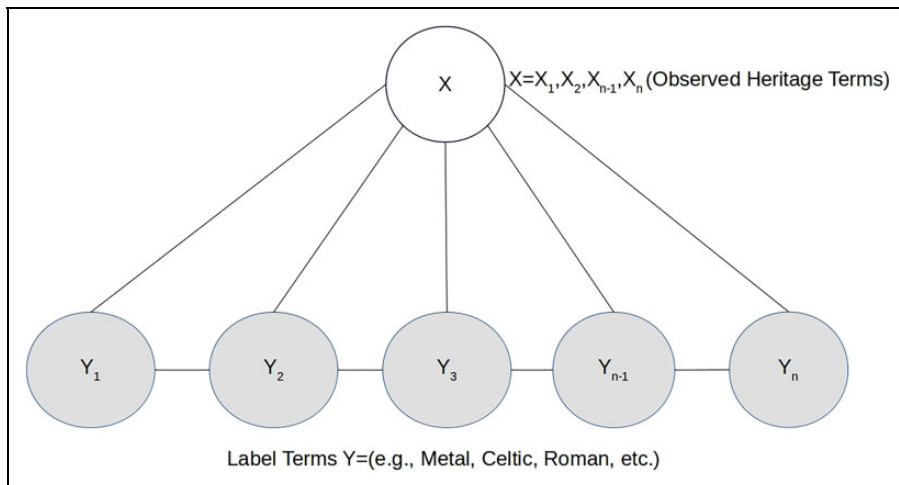 X
X=X₁,X₂,Xₙ₋₁,Xₙ (Observed Heritage Terms)
Y₁ Y₂ Y₃ Yₙ₋₁ Yₙ
Label Terms Y=(e.g., Metal, Celtic, Roman, etc.)